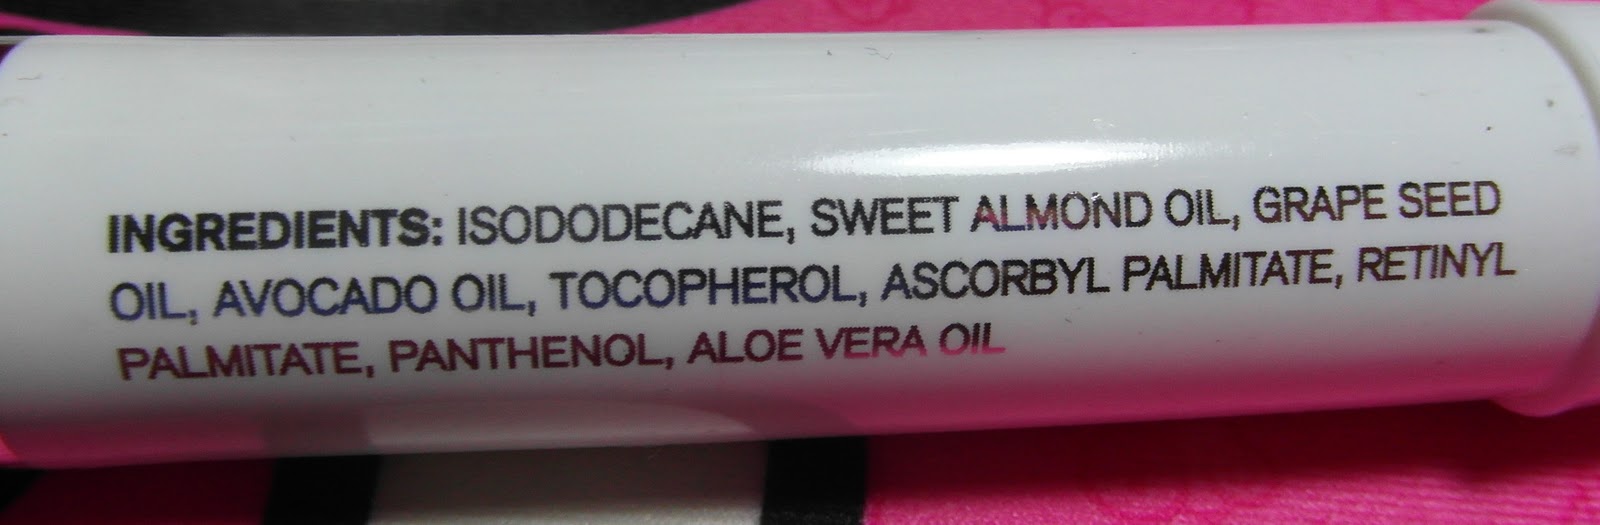 INGREDIENTS: ISODODECANE, SWEET ALMOND OIL, GRAPE SEED
OIL, AVOCADO OIL, TOCOPHEROL, ASCORBYL PALMITATE, RETINYL
PALMITATE, PANTHENOL, ALOE VERA OIL